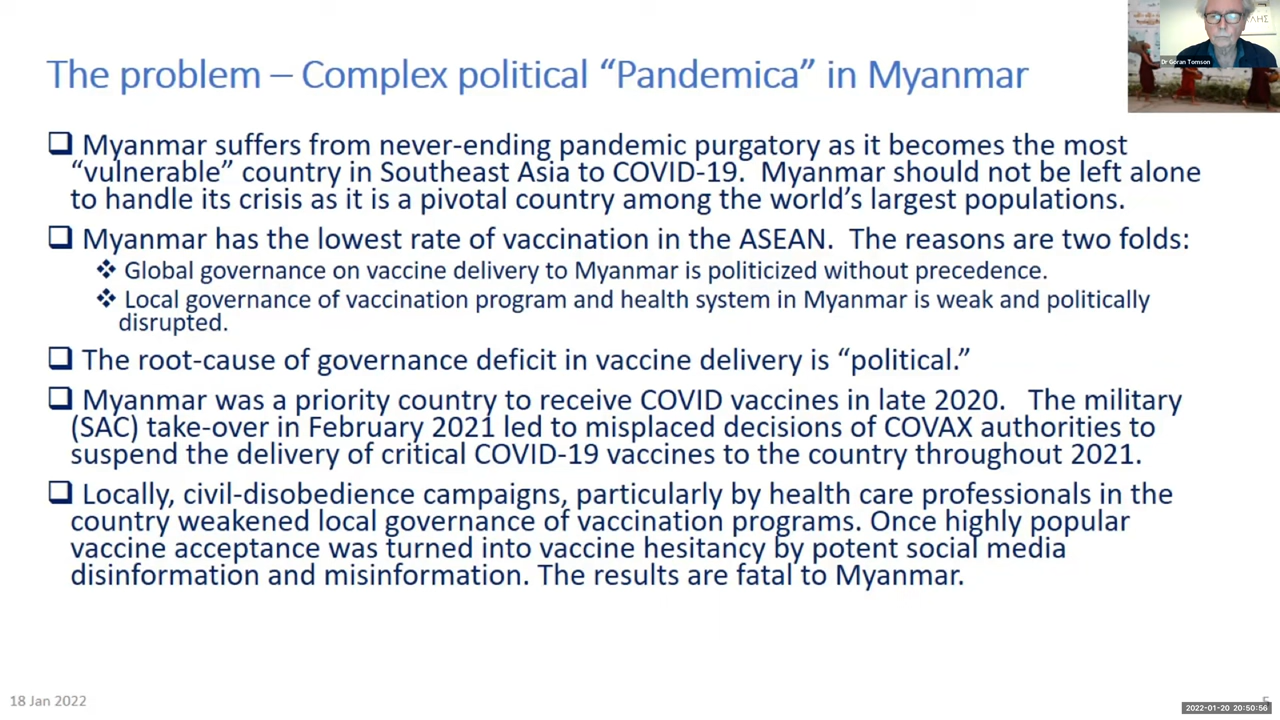 The problem – Complex political “Pandemica” in Myanmar
❑ Myanmar suffers from never-ending pandemic purgatory as it becomes the most
“vulnerable” country in Southeast Asia to COVID-19.  Myanmar should not be left alone
to handle its crisis as it is a pivotal country among the world’s largest populations.
❑ Myanmar has the lowest rate of vaccination in the ASEAN.  The reasons are two folds:
❖ Global governance on vaccine delivery to Myanmar is politicized without precedence.
❖ Local governance of vaccination program and health system in Myanmar is weak and politically
disrupted.
❑ The root-cause of governance deficit in vaccine delivery is “political.”
❑ Myanmar was a priority country to receive COVID vaccines in late 2020.   The military
(SAC) take-over in February 2021 led to misplaced decisions of COVAX authorities to
suspend the delivery of critical COVID-19 vaccines to the country throughout 2021.
❑ Locally, civil-disobedience campaigns, particularly by health care professionals in the
country weakened local governance of vaccination programs. Once highly popular
vaccine acceptance was turned into vaccine hesitancy by potent social media
disinformation and misinformation. The results are fatal to Myanmar.
Dr Göran Tomson
18 Jan 2022
2022-01-20 20:50:56